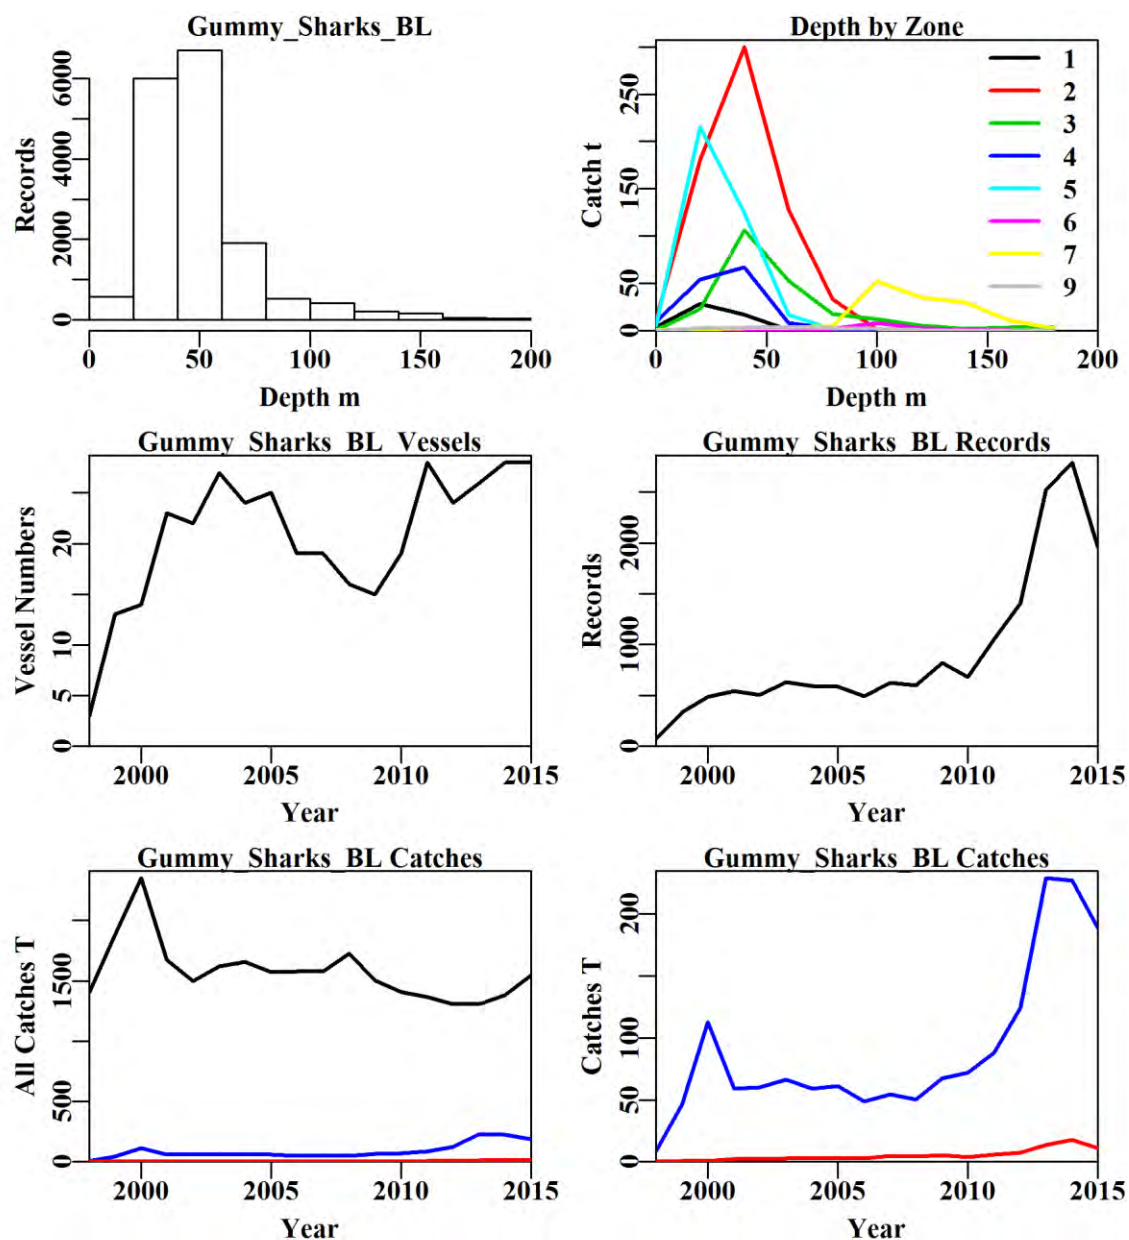 Gummy_Sharks_BL
Records
0 2000 4000 6000
0 50 100 150 200
Depth m
Depth by Zone
Catch t
0 50 150 250
1
2
3
4
5
6
7
9
0 50 100 150 200
Depth m
Gummy_Sharks_BL_Vessels
Vessel Numbers
0 5 10 20
2000 2005 2010 2015
Year
Gummy_Sharks_BL Records
Records
0 1000 2000
2000 2005 2010 2015
Year
Gummy_Sharks_BL Catches
All Catches T
0 500 1500
2000 2005 2010 2015
Year
Gummy_Sharks_BL Catches
Catches T
0 50 100 200
2000 2005 2010 2015
Year